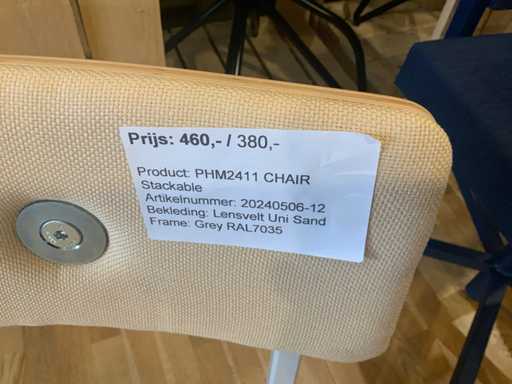 Prijs: 460,- / 380,-
Product: PHM2411 CHAIR
Stackable
Artikelnummer: 20240506-12
Bekleding: Lensvelt Uni Sand
Frame: Grey RAL7035